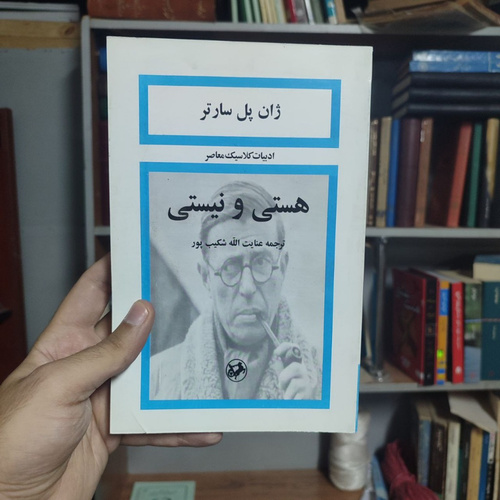 ژان پل سارتر
ادبیات کلاسیک معاصر
هستی و نیستی
ترجمه عنایت الله شکیب پور